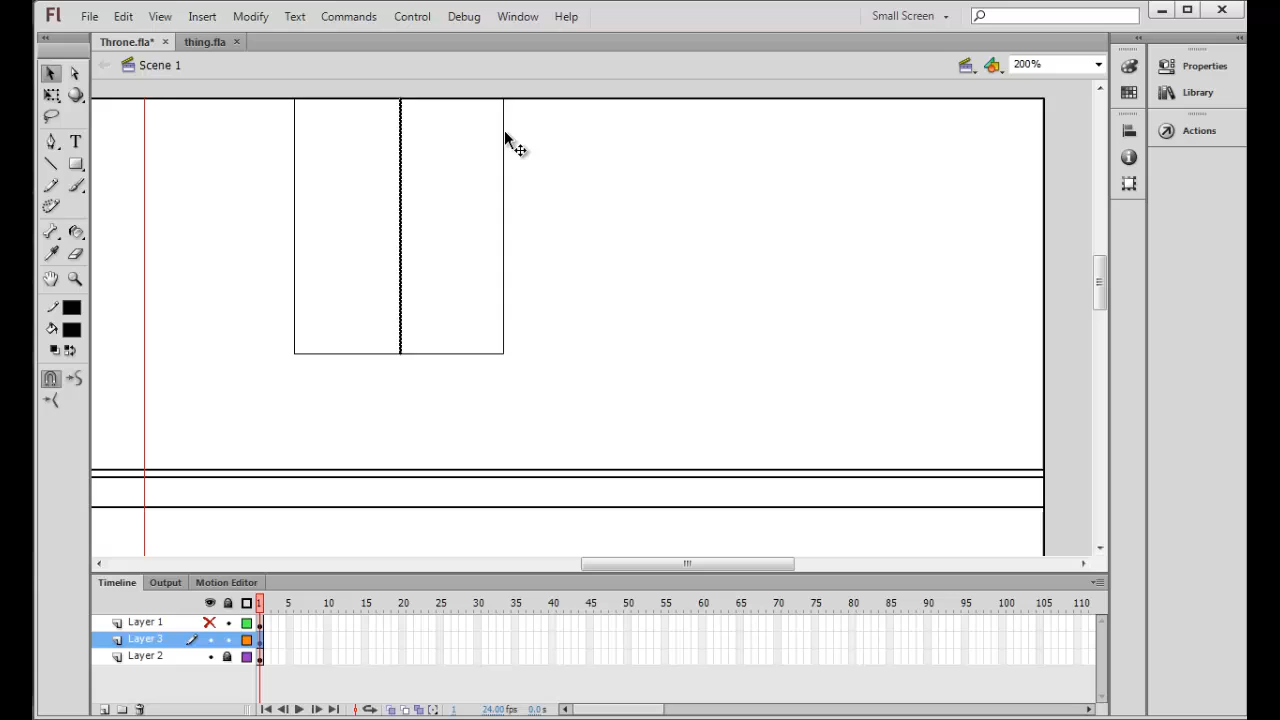 Fl File Edit View Insert Modify Text Commands Control Debug Window Help Small Screen
Throne.fla* × thing.fla ×
Scene 1 200%
Properties
Library
Actions
T
Timeline Output Motion Editor
1 5 10 15 20 25 30 35 40 45 50 55 60 65 70 75 80 85 90 95 100 105 110
Layer 1
Layer 3
Layer 2
1 24.00 fps 0.0 s